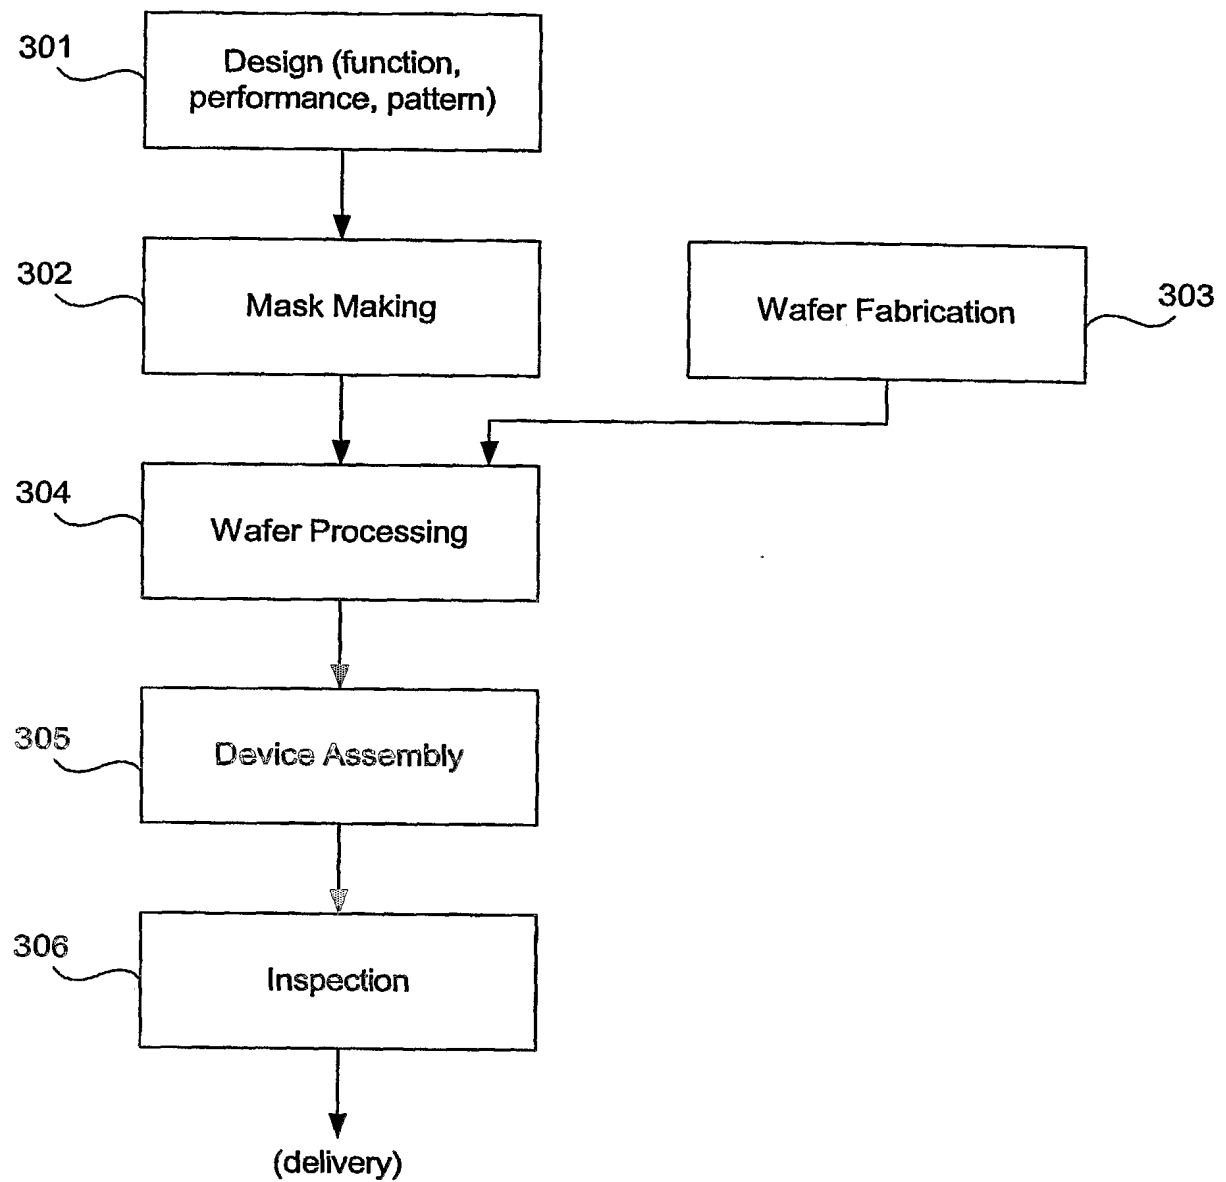 301
Design (function,
performance, pattern)
302
Mask Making
Wafer Fabrication
303
304
Wafer Processing
305
Device Assembly
306
Inspection
(delivery)